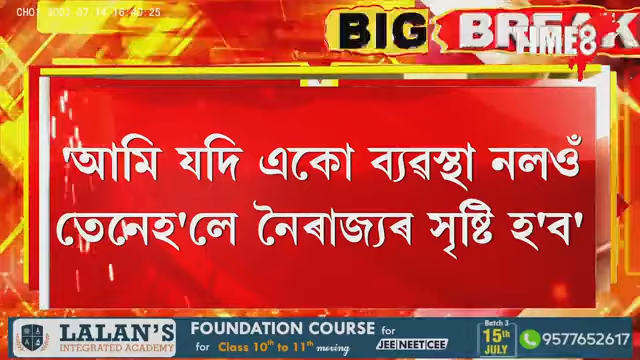 BIG BREAK
TIME8
'আমি যদি একো ব্যৱস্থা নলওঁ
তেনেহ'লে নৈৰাজ্যৰ সৃষ্টি হ'ব'
LALAN'S
INTEGRATED ACADEMY
FOUNDATION COURSE for
for Class 10th to 11th moving
JEE NEET CEE
Batch 3
15th
JULY
9577652617